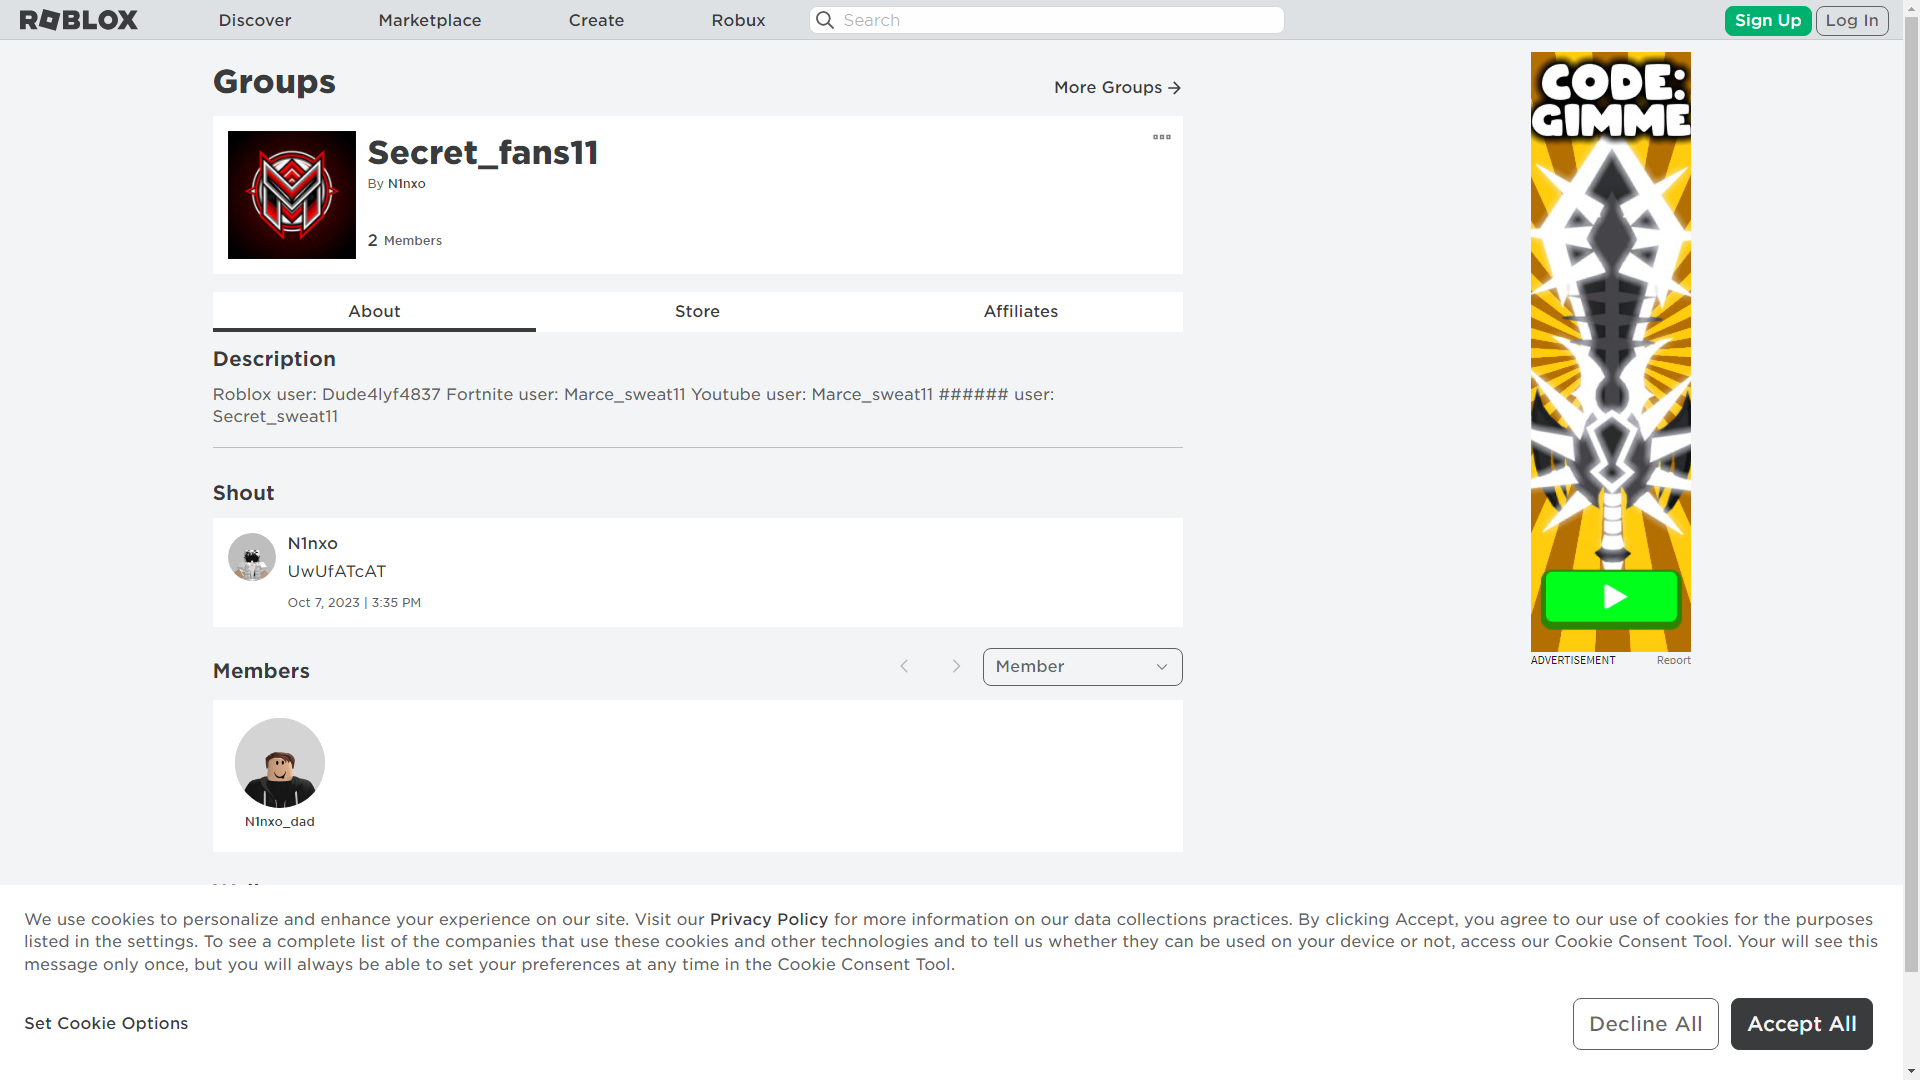 ROBLOX
Discover
Marketplace
Create
Robux
Search
Sign Up
Log In
Groups
More Groups
Secret_fans11
By N1nxo
2 Members
About
Store
Affiliates
Description
Roblox user: Dude4lyf4837 Fortnite user: Marce_sweat11 Youtube user: Marce_sweat11 ###### user:
Secret_sweat11
Shout
N1nxo
UwUfATcAT
Oct 7, 2023 | 3:35 PM
Members
Member
N1nxo_dad
CODE:
GIMME
ADVERTISEMENT
Report
We use cookies to personalize and enhance your experience on our site. Visit our Privacy Policy for more information on our data collections practices. By clicking Accept, you agree to our use of cookies for the purposes
listed in the settings. To see a complete list of the companies that use these cookies and other technologies and to tell us whether they can be used on your device or not, access our Cookie Consent Tool. Your will see this
message only once, but you will always be able to set your preferences at any time in the Cookie Consent Tool.
Set Cookie Options
Decline All
Accept All